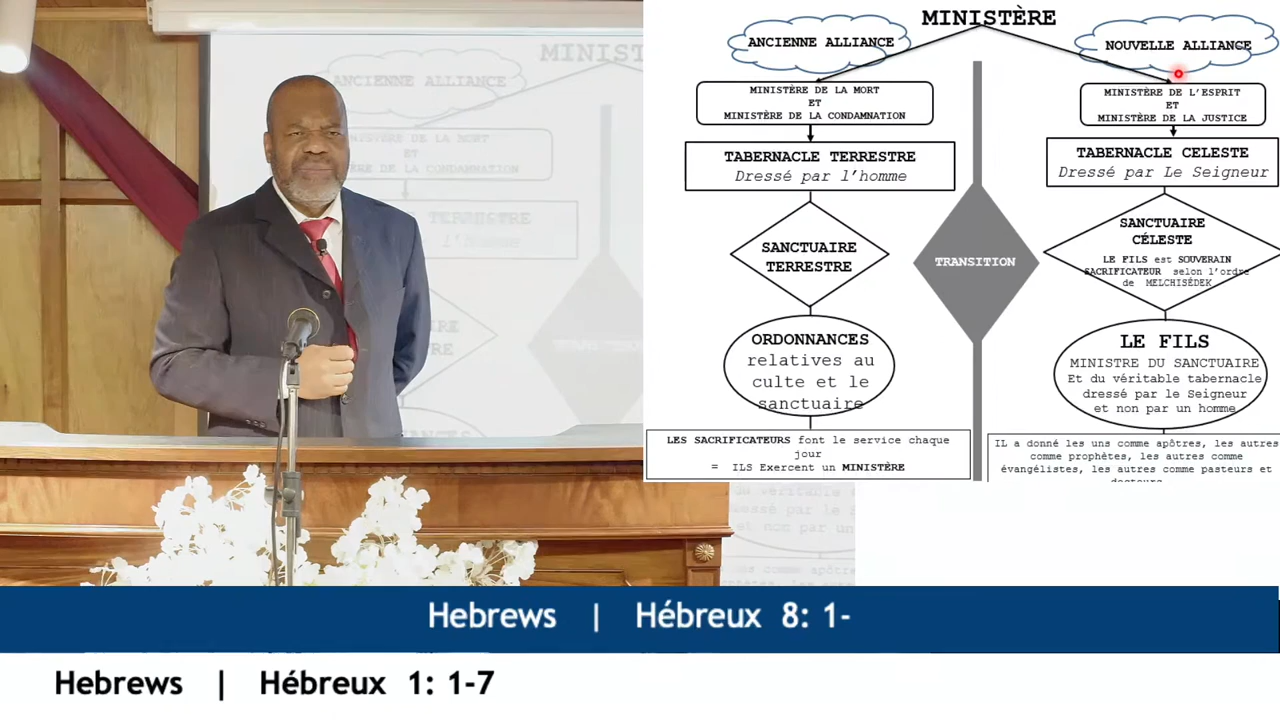 MINISTÈRE
ANCIENNE ALLIANCE
MINISTÈRE DE LA MORT
ET
MINISTÈRE DE LA CONDAMNATION
TABERNACLE TERRESTRE
Dressé par l’homme
SANCTUAIRE
TERRESTRE
ORDONNANCES
relatives au
culte et le
sanctuaire
LES SACRIFICATEURS font le service chaque
jour
= ILS Exercent un MINISTÈRE
TRANSITION
NOUVELLE ALLIANCE
MINISTÈRE DE L’ESPRIT
ET
MINISTÈRE DE LA JUSTICE
TABERNACLE CELESTE
Dressé par Le Seigneur
SANCTUAIRE
CÉLESTE
LE FILS est SOUVERAIN
SACRIFICATEUR selon l’ordre
de MELCHISÉDEK
LE FILS
MINISTRE DU SANCTUAIRE
Et du véritable tabernacle
dressé par le Seigneur
et non par un homme
IL a donné les uns comme apôtres, les autres
comme prophètes, les autres comme
évangélistes, les autres comme pasteurs et
Hebrews | Hébreux 8: 1-
Hebrews | Hébreux 1: 1-7